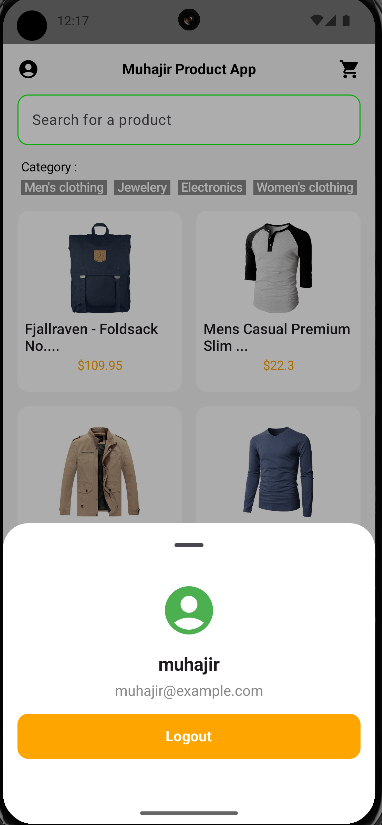 12:17
Muhajir Product App
Search for a product
Category :
Men's clothing Jewelery Electronics Women's clothing
Fjallraven - Foldsack No....
$109.95
Mens Casual Premium Slim ...
$22.3
muhajir
muhajir@example.com
Logout